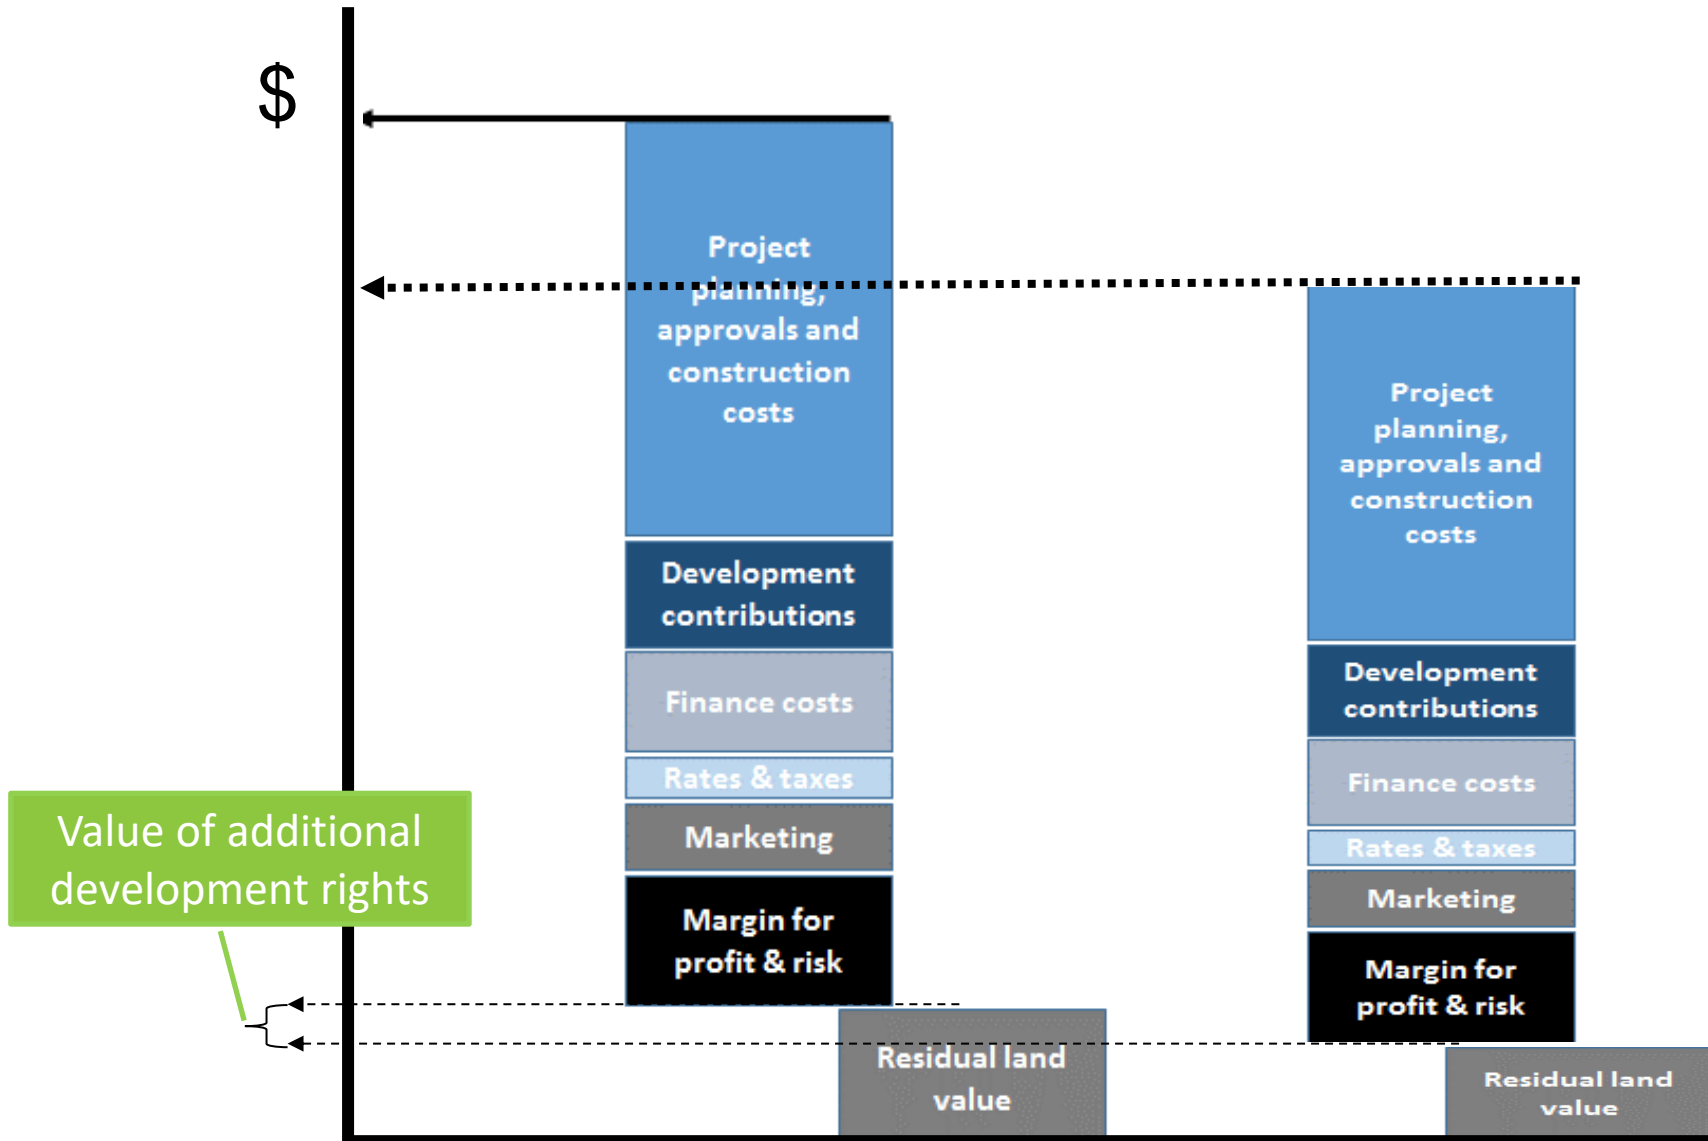 $
Project
planning,
approvals and
construction
costs
Development
contributions
Finance costs
Rates & taxes
Marketing
Margin for
profit & risk
Residual land
value
Project
planning,
approvals and
construction
costs
Development
contributions
Finance costs
Rates & taxes
Marketing
Margin for
profit & risk
Residual land
value
Value of additional
development rights